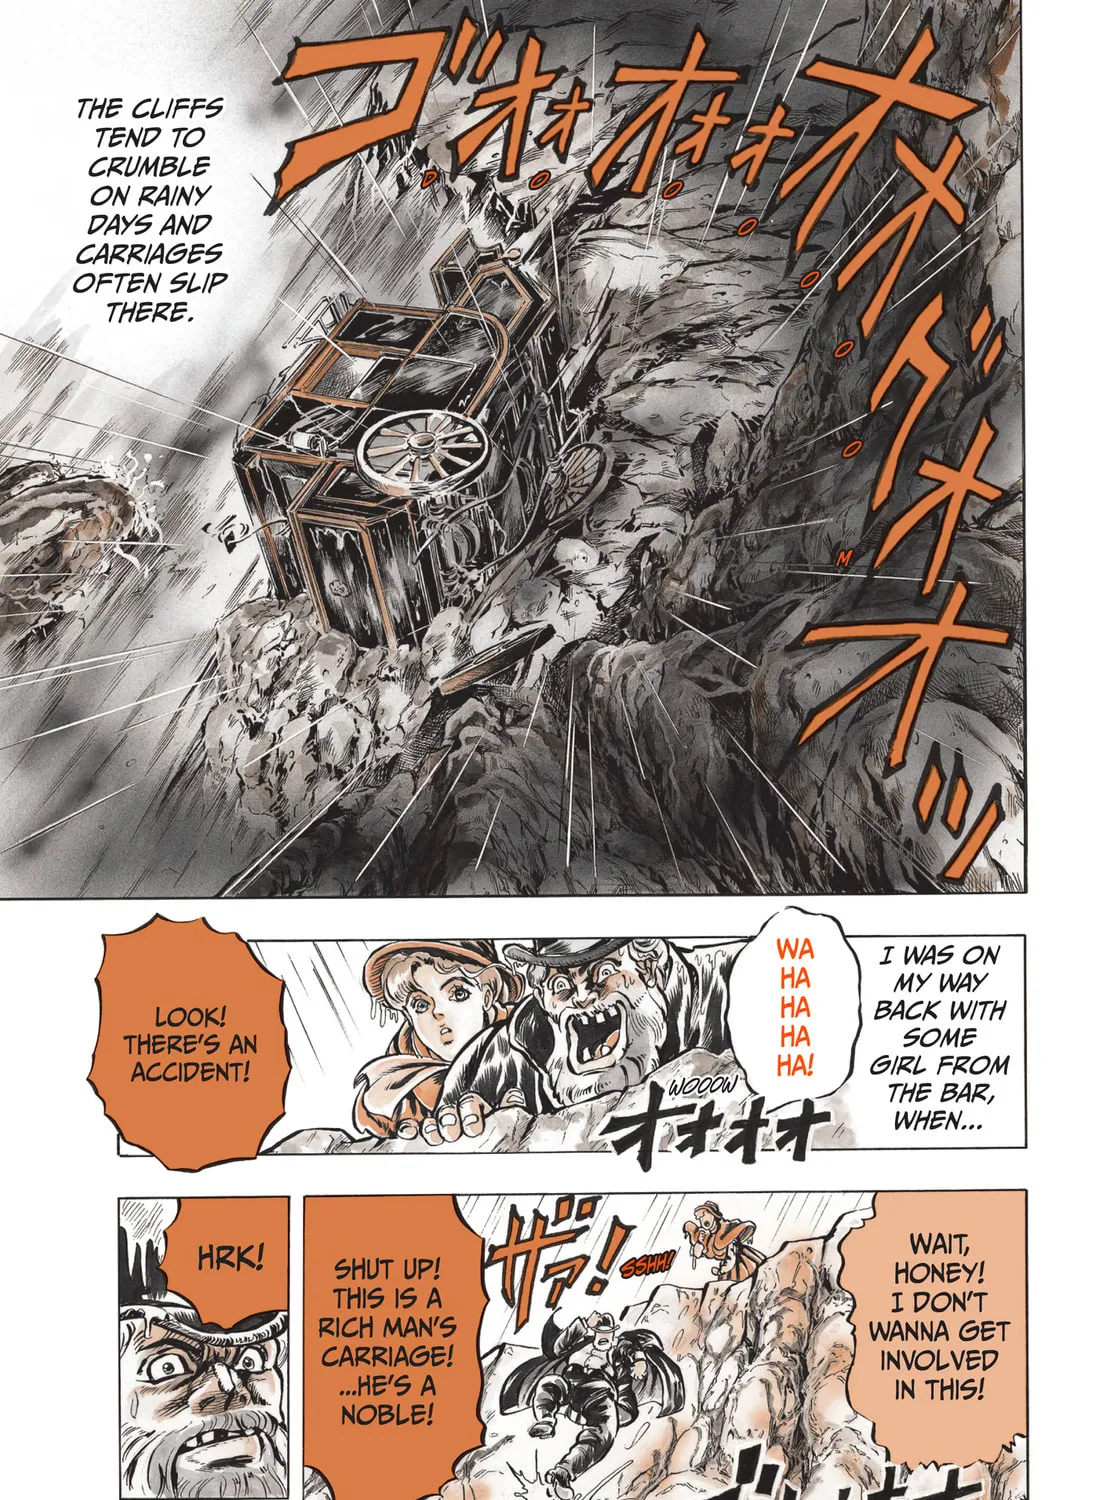 THE CLIFFS
TEND TO
CRUMBLE
ON RAINY
DAYS AND
CARRIAGES
OFTEN SLIP
THERE.
ゴオオオオオオオオグオオオッ
DOOOOOOOM
I WAS ON
MY WAY
BACK WITH
SOME
GIRL FROM
THE BAR,
WHEN...
WA
HA
HA
HA
HA!
WOOOW
オオオオ
LOOK!
THERE'S AN
ACCIDENT!
WAIT,
HONEY!
I DON'T
WANNA GET
INVOLVED
IN THIS!
SSHH!
ザァ!
SHUT UP!
THIS IS A
RICH MAN'S
CARRIAGE!
...HE'S A
NOBLE!
HRK!